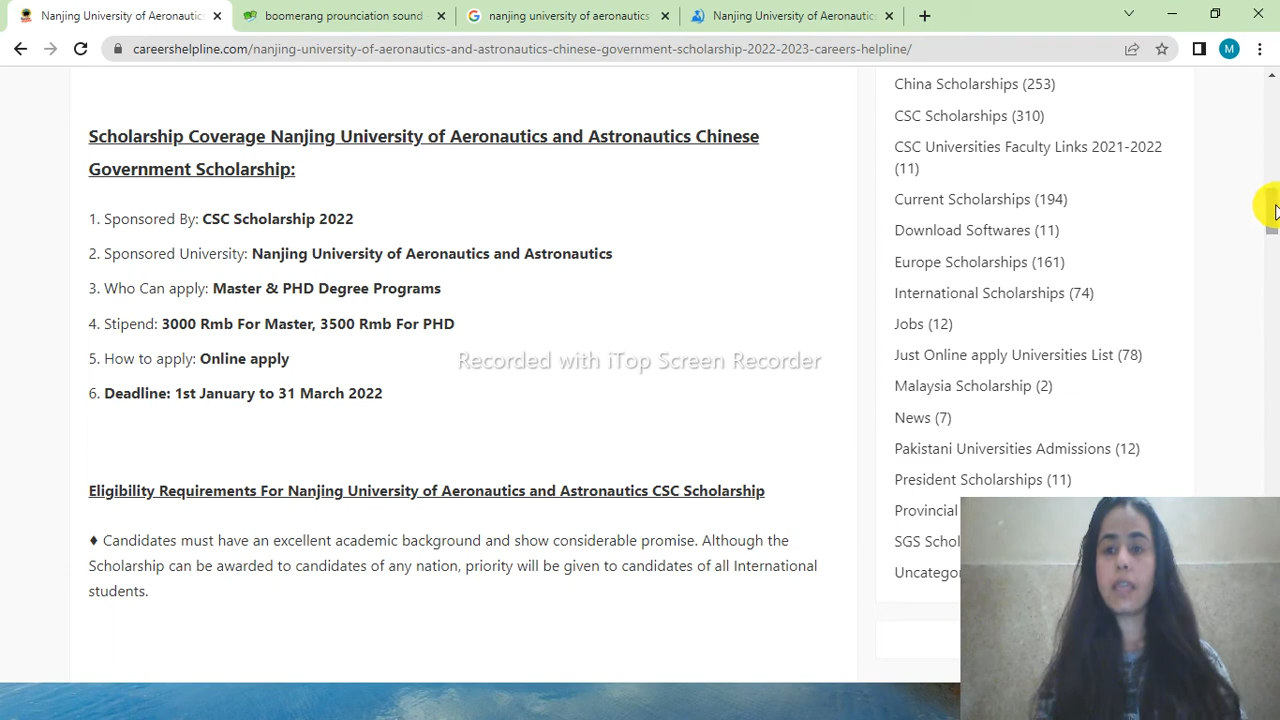 Nanjing University of Aeronautics
boomerang prounciation sound -
nanjing university of aeronautics
Nanjing University of Aeronautics
careershelpline.com/nanjing-university-of-aeronautics-and-astronautics-chinese-government-scholarship-2022-2023-careers-helpline/
M
Scholarship Coverage Nanjing University of Aeronautics and Astronautics Chinese
Government Scholarship:
1. Sponsored By: CSC Scholarship 2022
2. Sponsored University: Nanjing University of Aeronautics and Astronautics
3. Who Can apply: Master & PHD Degree Programs
4. Stipend: 3000 Rmb For Master, 3500 Rmb For PHD
5. How to apply: Online apply
6. Deadline: 1st January to 31 March 2022
Recorded with iTop Screen Recorder
Eligibility Requirements For Nanjing University of Aeronautics and Astronautics CSC Scholarship
♦ Candidates must have an excellent academic background and show considerable promise. Although the
Scholarship can be awarded to candidates of any nation, priority will be given to candidates of all International
students.
China Scholarships (253)
CSC Scholarships (310)
CSC Universities Faculty Links 2021-2022
(11)
Current Scholarships (194)
Download Softwares (11)
Europe Scholarships (161)
International Scholarships (74)
Jobs (12)
Just Online apply Universities List (78)
Malaysia Scholarship (2)
News (7)
Pakistani Universities Admissions (12)
President Scholarships (11)
Provincial
SGS Schol
Uncatego